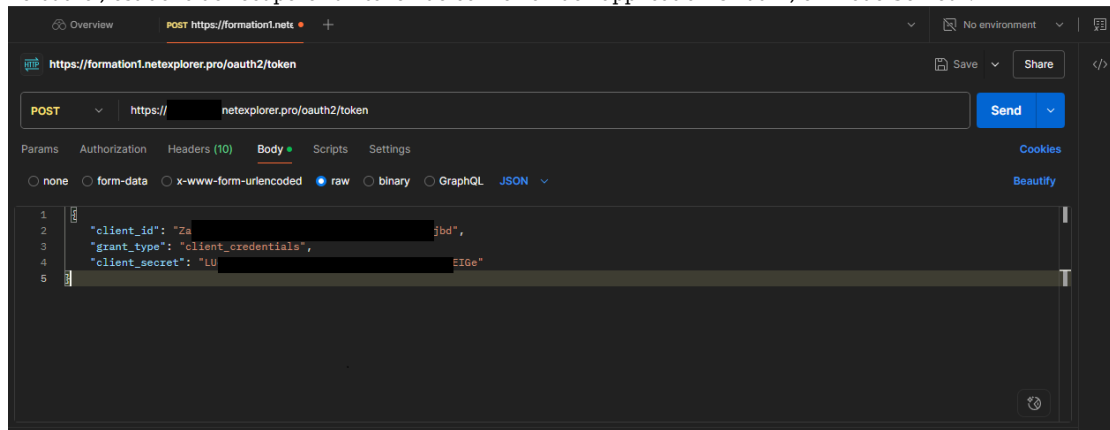 Overview
POST https://formation1.nete
No environment
HTTP https://formation1.netexplorer.pro/oauth2/token
Save
Share
POST
https://
netexplorer.pro/oauth2/token
Send
Params Authorization Headers (10) Body Scripts Settings
Cookies
none form-data x-www-form-urlencoded raw binary GraphQL JSON
Beautify
1 {
2 "client_id": "Za jbd",
3 "grant_type": "client_credentials",
4 "client_secret": "LU EIGe"
5 }